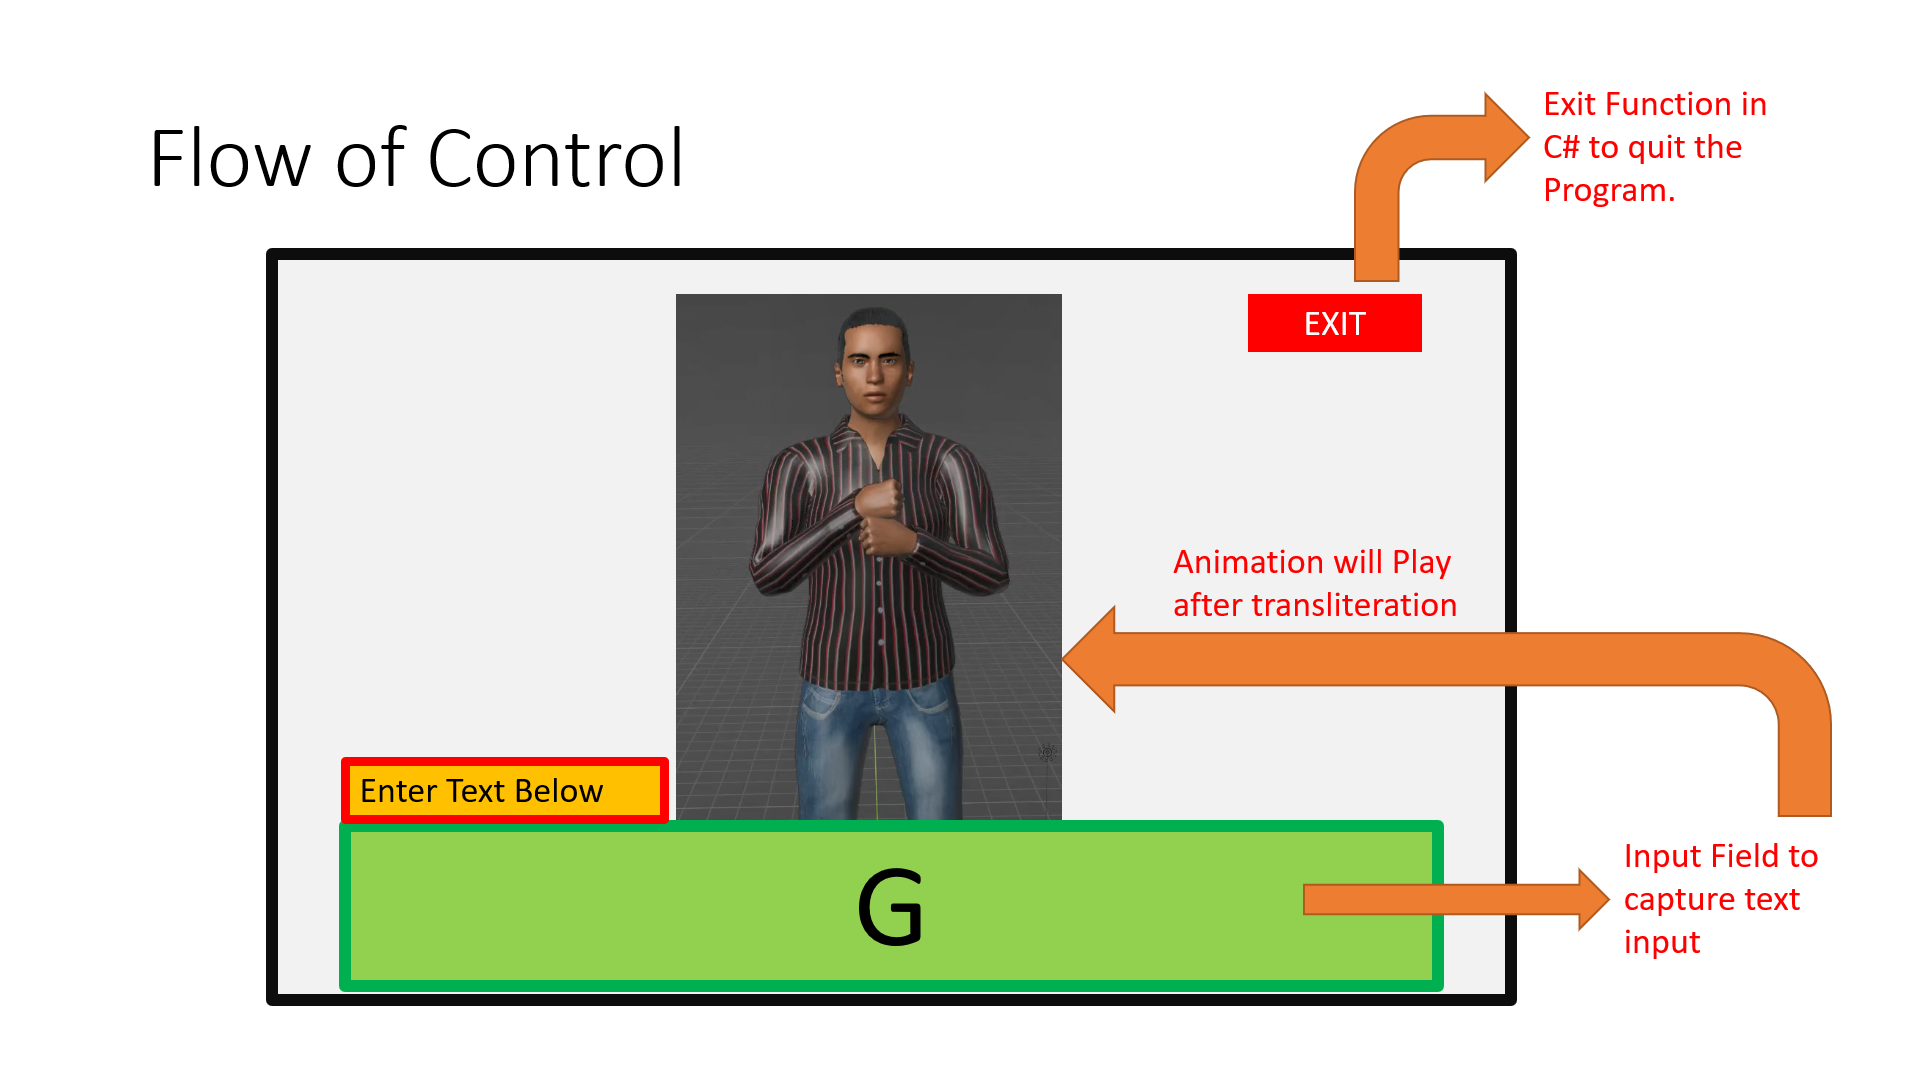 Flow of Control
Exit Function in
C# to quit the
Program.
EXIT
Animation will Play
after transliteration
Enter Text Below
G
Input Field to
capture text
input